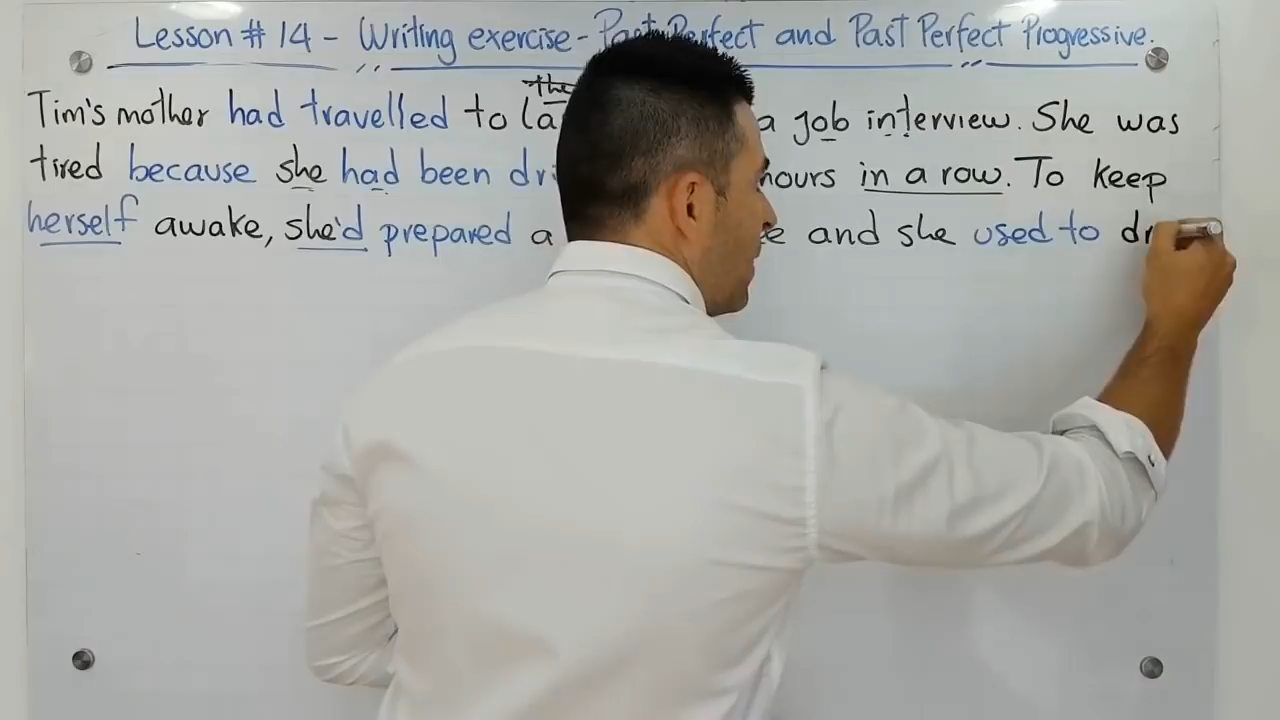 Lesson # 14 - Writing exercise - Past Perfect and Past Perfect Progressive.
the
Tim's mother had travelled to a job interview. She was
tired because she had been hours in a row. To keep
herself awake, she'd prepared a and she used to